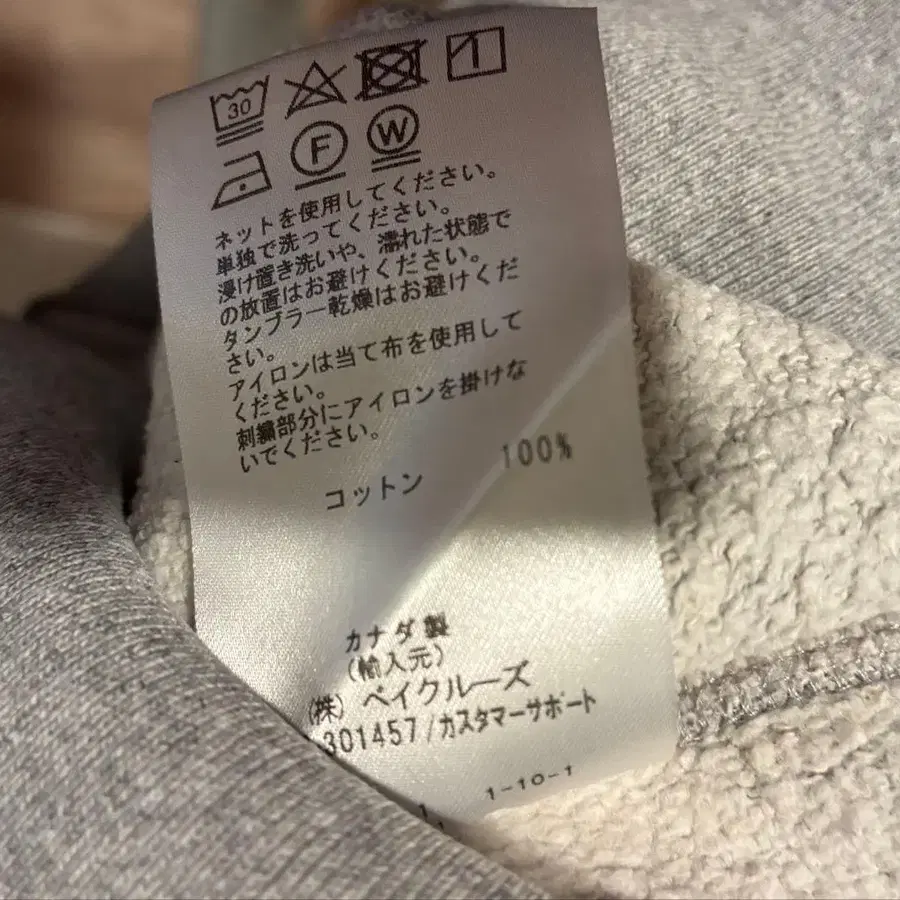 30
1
F W
ネットを使用してください。
単独で洗ってください。
浸け置き洗いや、濡れた状態で
の放置はお避けください。
タンブラー乾燥はお避けくだ
さい。
アイロンは当て布を使用して
ください。
刺繍部分にアイロンを掛けな
いでください。
コットン 100%
カナダ製
(輸入元)
(株) ベイクルーズ
-301457/カスタマーサポート
1-10-1